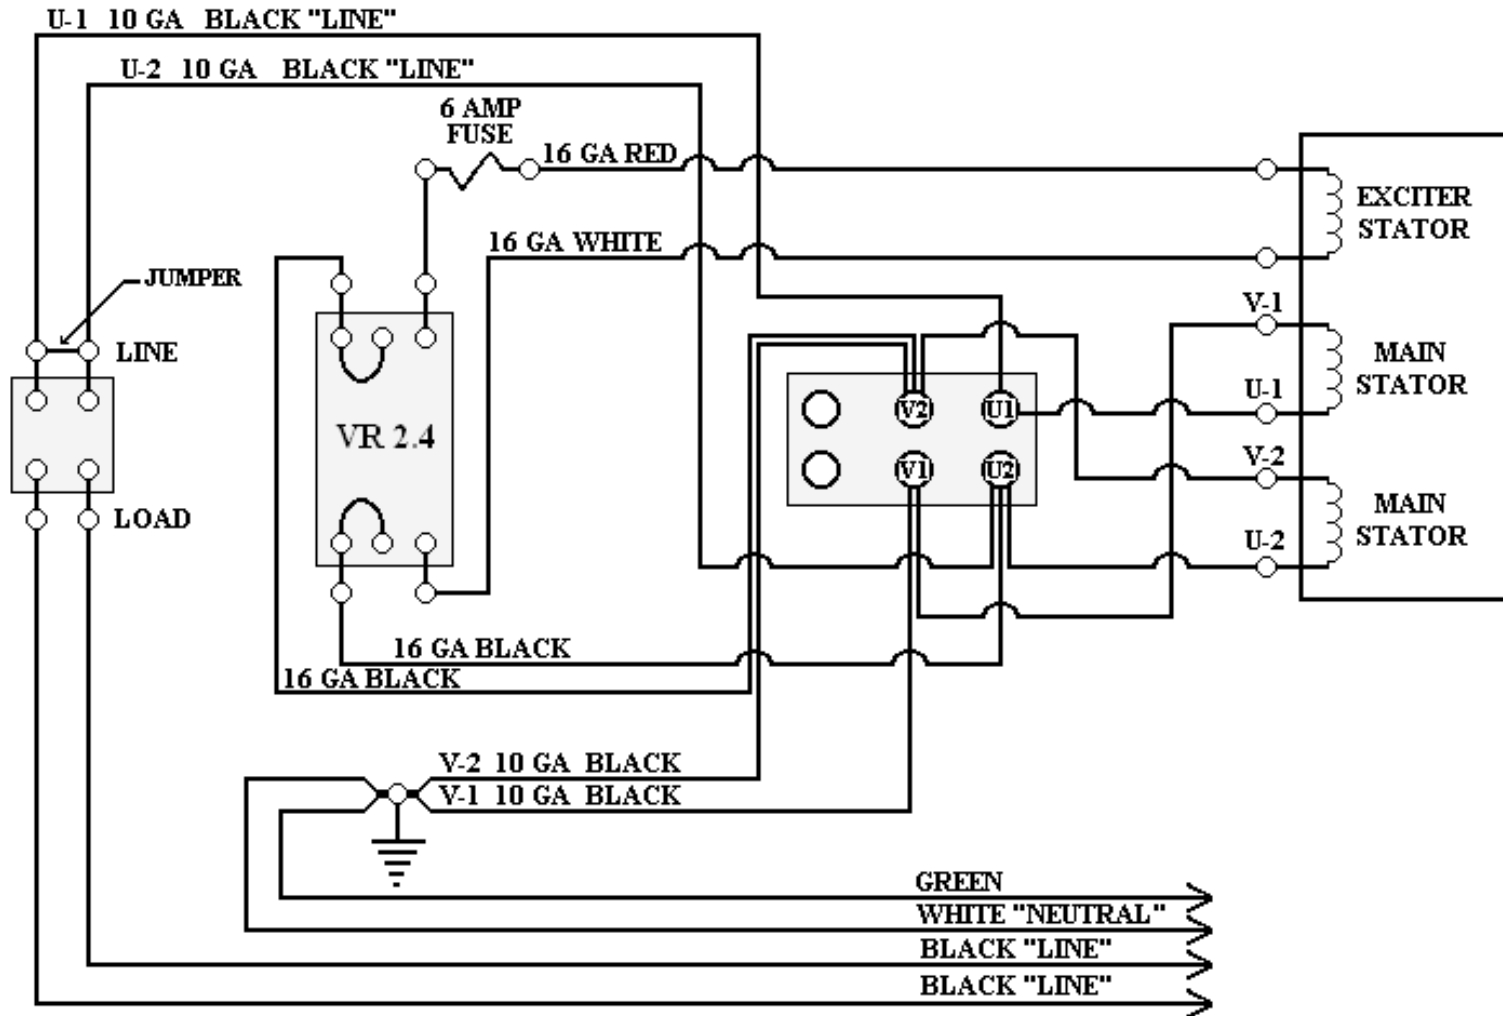 U-1 10 GA BLACK "LINE"
U-2 10 GA BLACK "LINE"
6 AMP
FUSE
16 GA RED
EXCITER
STATOR
16 GA WHITE
JUMPER
V-1
LINE
MAIN
STATOR
U-1
V2
U1
VR 2.4
V-2
V1
U2
MAIN
STATOR
LOAD
U-2
16 GA BLACK
16 GA BLACK
V-2 10 GA BLACK
V-1 10 GA BLACK
GREEN
WHITE "NEUTRAL"
BLACK "LINE"
BLACK "LINE"